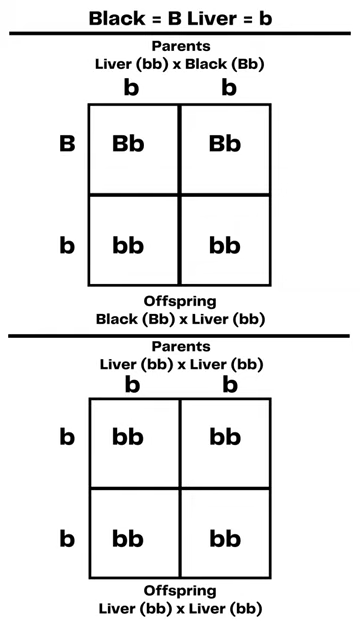 Black = B Liver = b
Parents
Liver (bb) x Black (Bb)
b b
B Bb Bb
b bb bb
Offspring
Black (Bb) x Liver (bb)
Parents
Liver (bb) x Liver (bb)
b b
b bb bb
b bb bb
Offspring
Liver (bb) x Liver (bb)